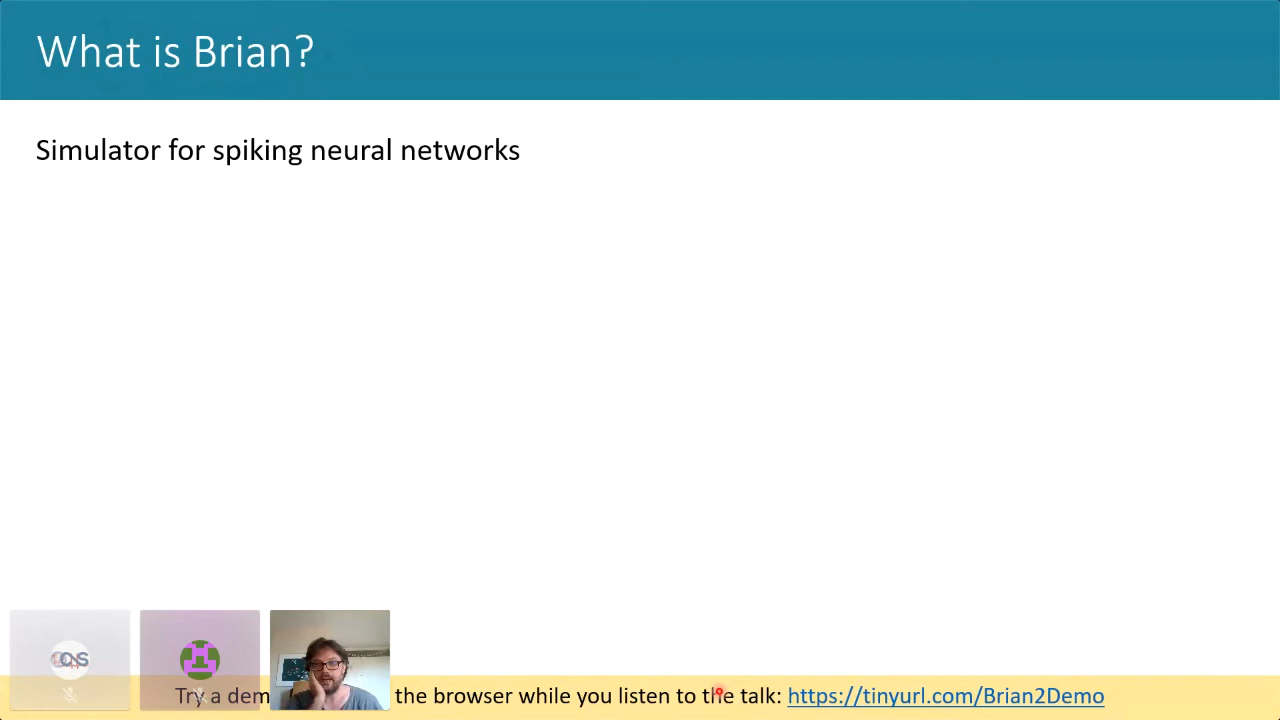 What is Brian?
Simulator for spiking neural networks
OCNS
Try a dem the browser while you listen to the talk: https://tinyurl.com/Brian2Demo